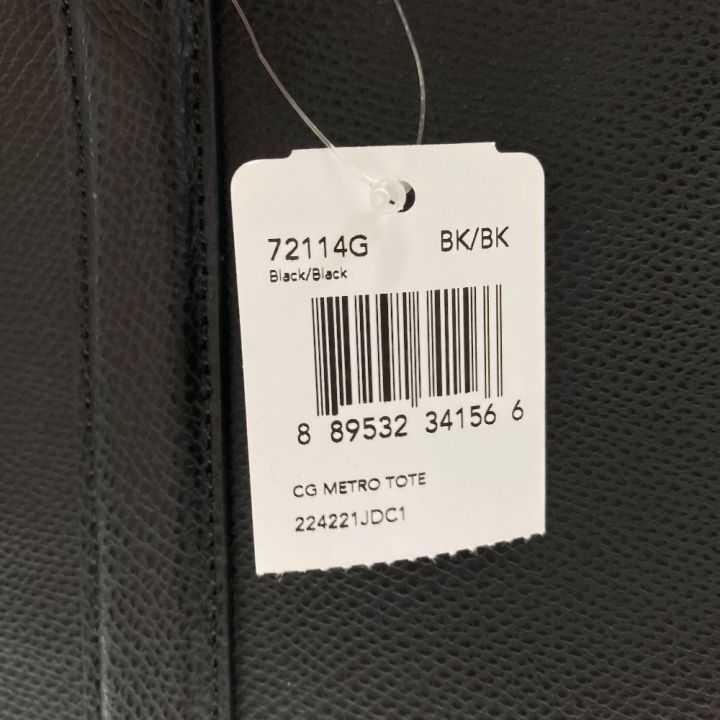 72114G BK/BK
Black/Black
8 89532 34156 6
CG METRO TOTE
224221JDC1